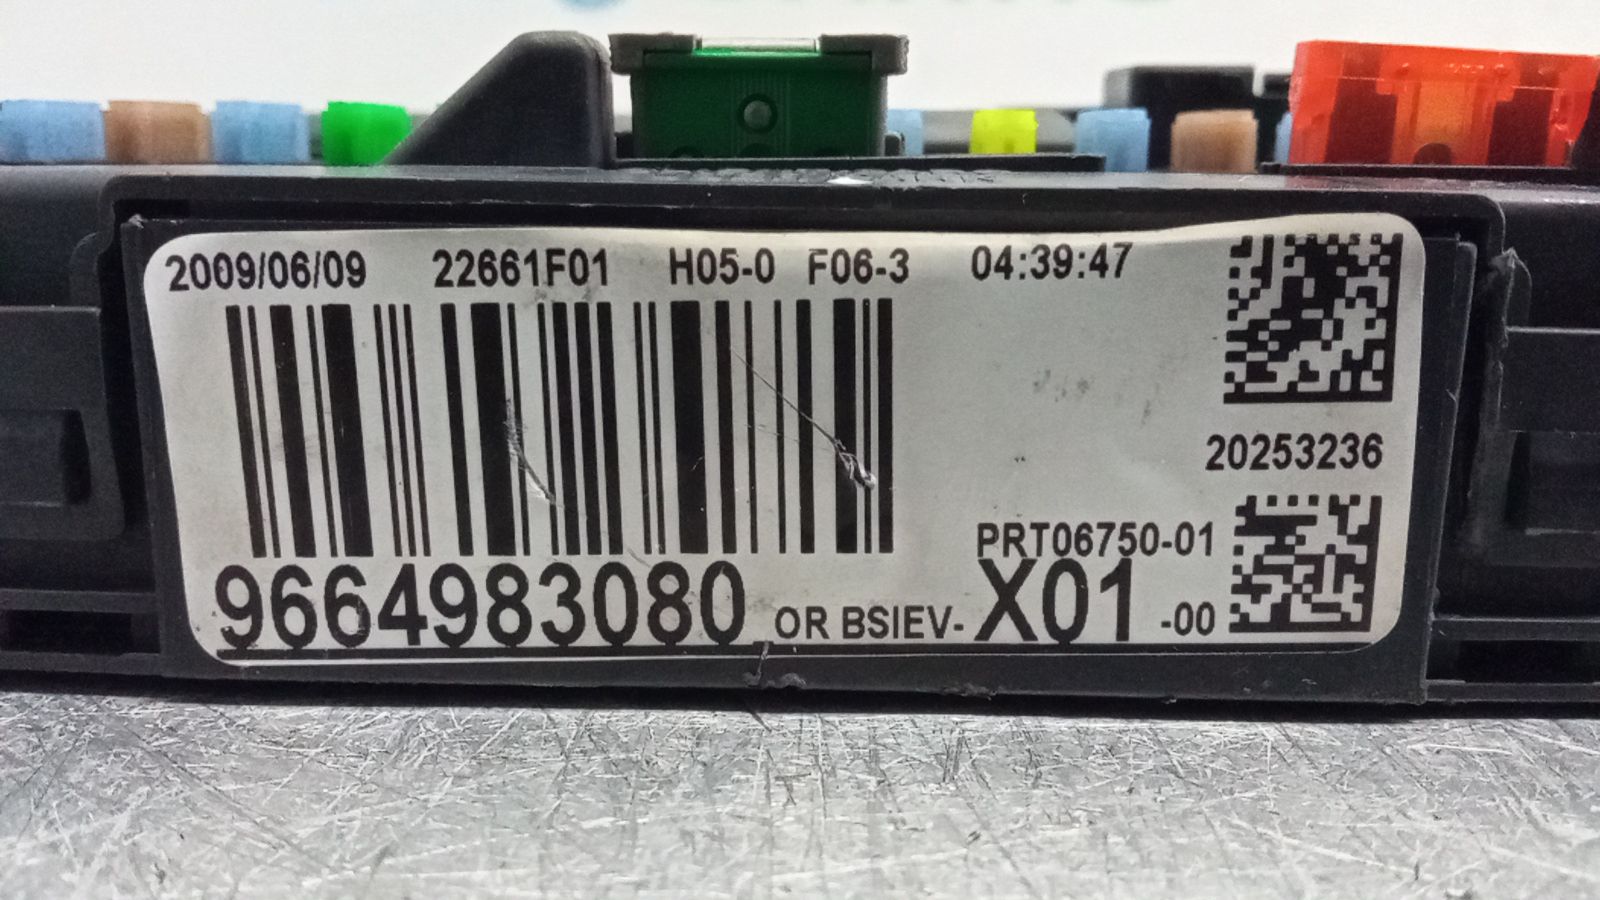 2009/06/09 22661F01 H05-0 F06-3 04:39:47
20253236
PRT06750-01
9664983080 OR BSIEV- X01 -00